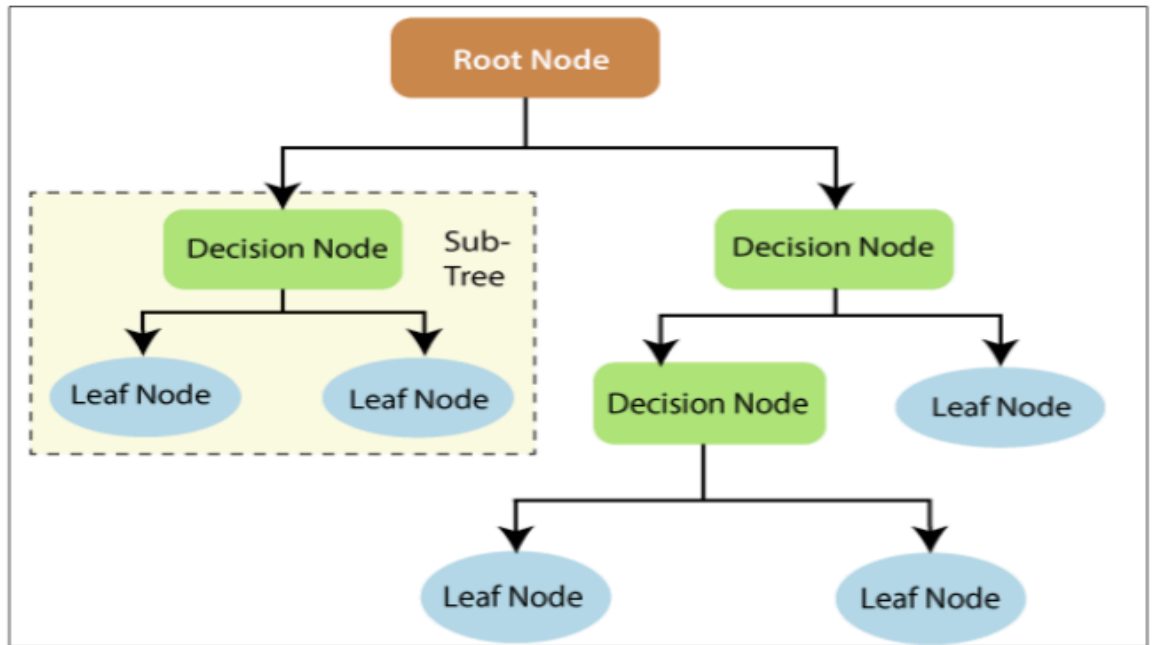 Root Node
Decision Node
Sub-
Tree
Decision Node
Leaf Node
Leaf Node
Decision Node
Leaf Node
Leaf Node
Leaf Node